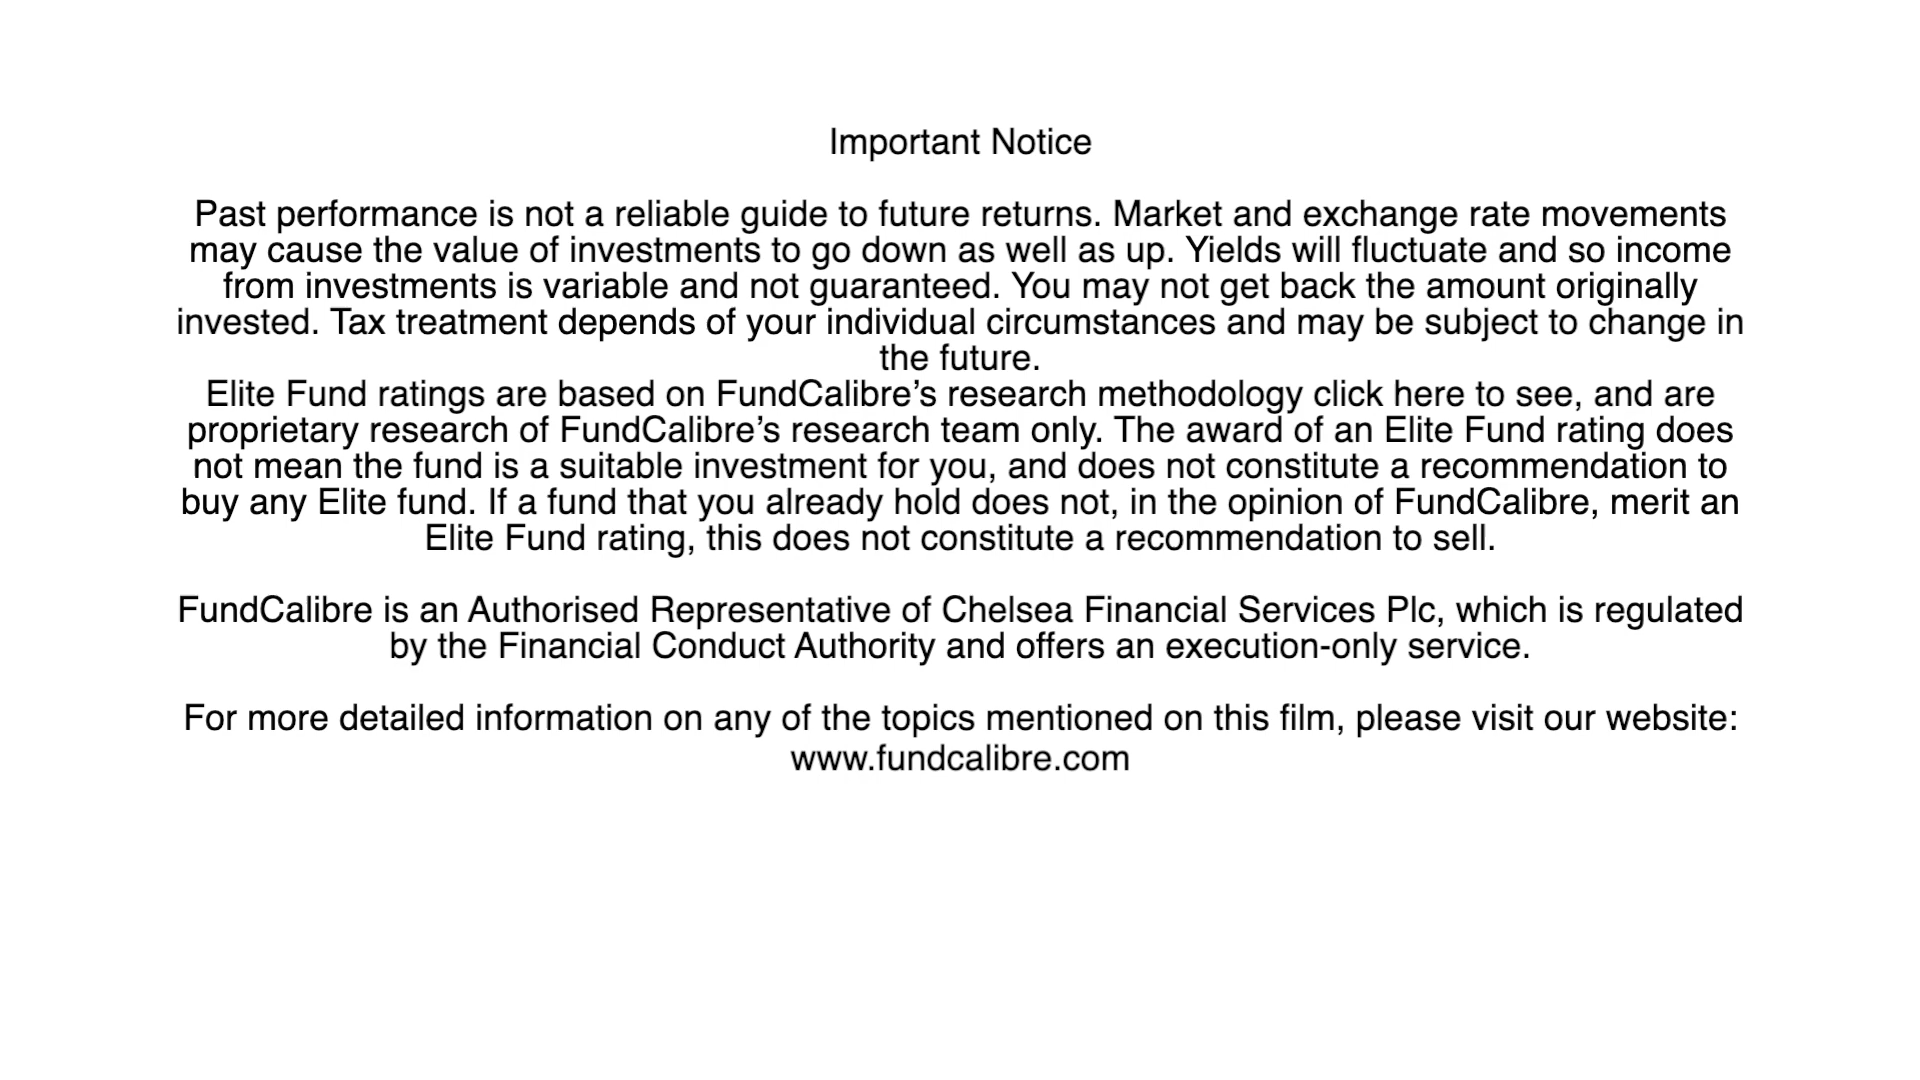 Important Notice
Past performance is not a reliable guide to future returns. Market and exchange rate movements
may cause the value of investments to go down as well as up. Yields will fluctuate and so income
from investments is variable and not guaranteed. You may not get back the amount originally
invested. Tax treatment depends of your individual circumstances and may be subject to change in
the future.
Elite Fund ratings are based on FundCalibre’s research methodology click here to see, and are
proprietary research of FundCalibre’s research team only. The award of an Elite Fund rating does
not mean the fund is a suitable investment for you, and does not constitute a recommendation to
buy any Elite fund. If a fund that you already hold does not, in the opinion of FundCalibre, merit an
Elite Fund rating, this does not constitute a recommendation to sell.
FundCalibre is an Authorised Representative of Chelsea Financial Services Plc, which is regulated
by the Financial Conduct Authority and offers an execution-only service.
For more detailed information on any of the topics mentioned on this film, please visit our website:
www.fundcalibre.com